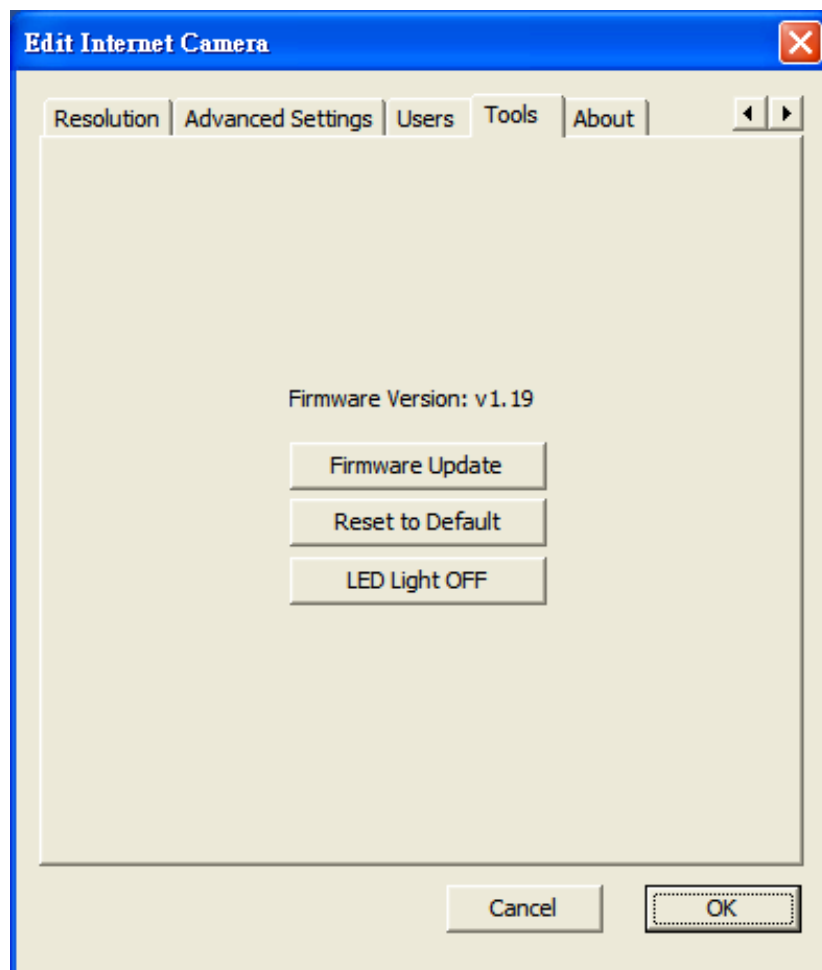 Edit Internet Camera
Resolution Advanced Settings Users Tools About
Firmware Version: v1.19
Firmware Update
Reset to Default
LED Light OFF
Cancel OK